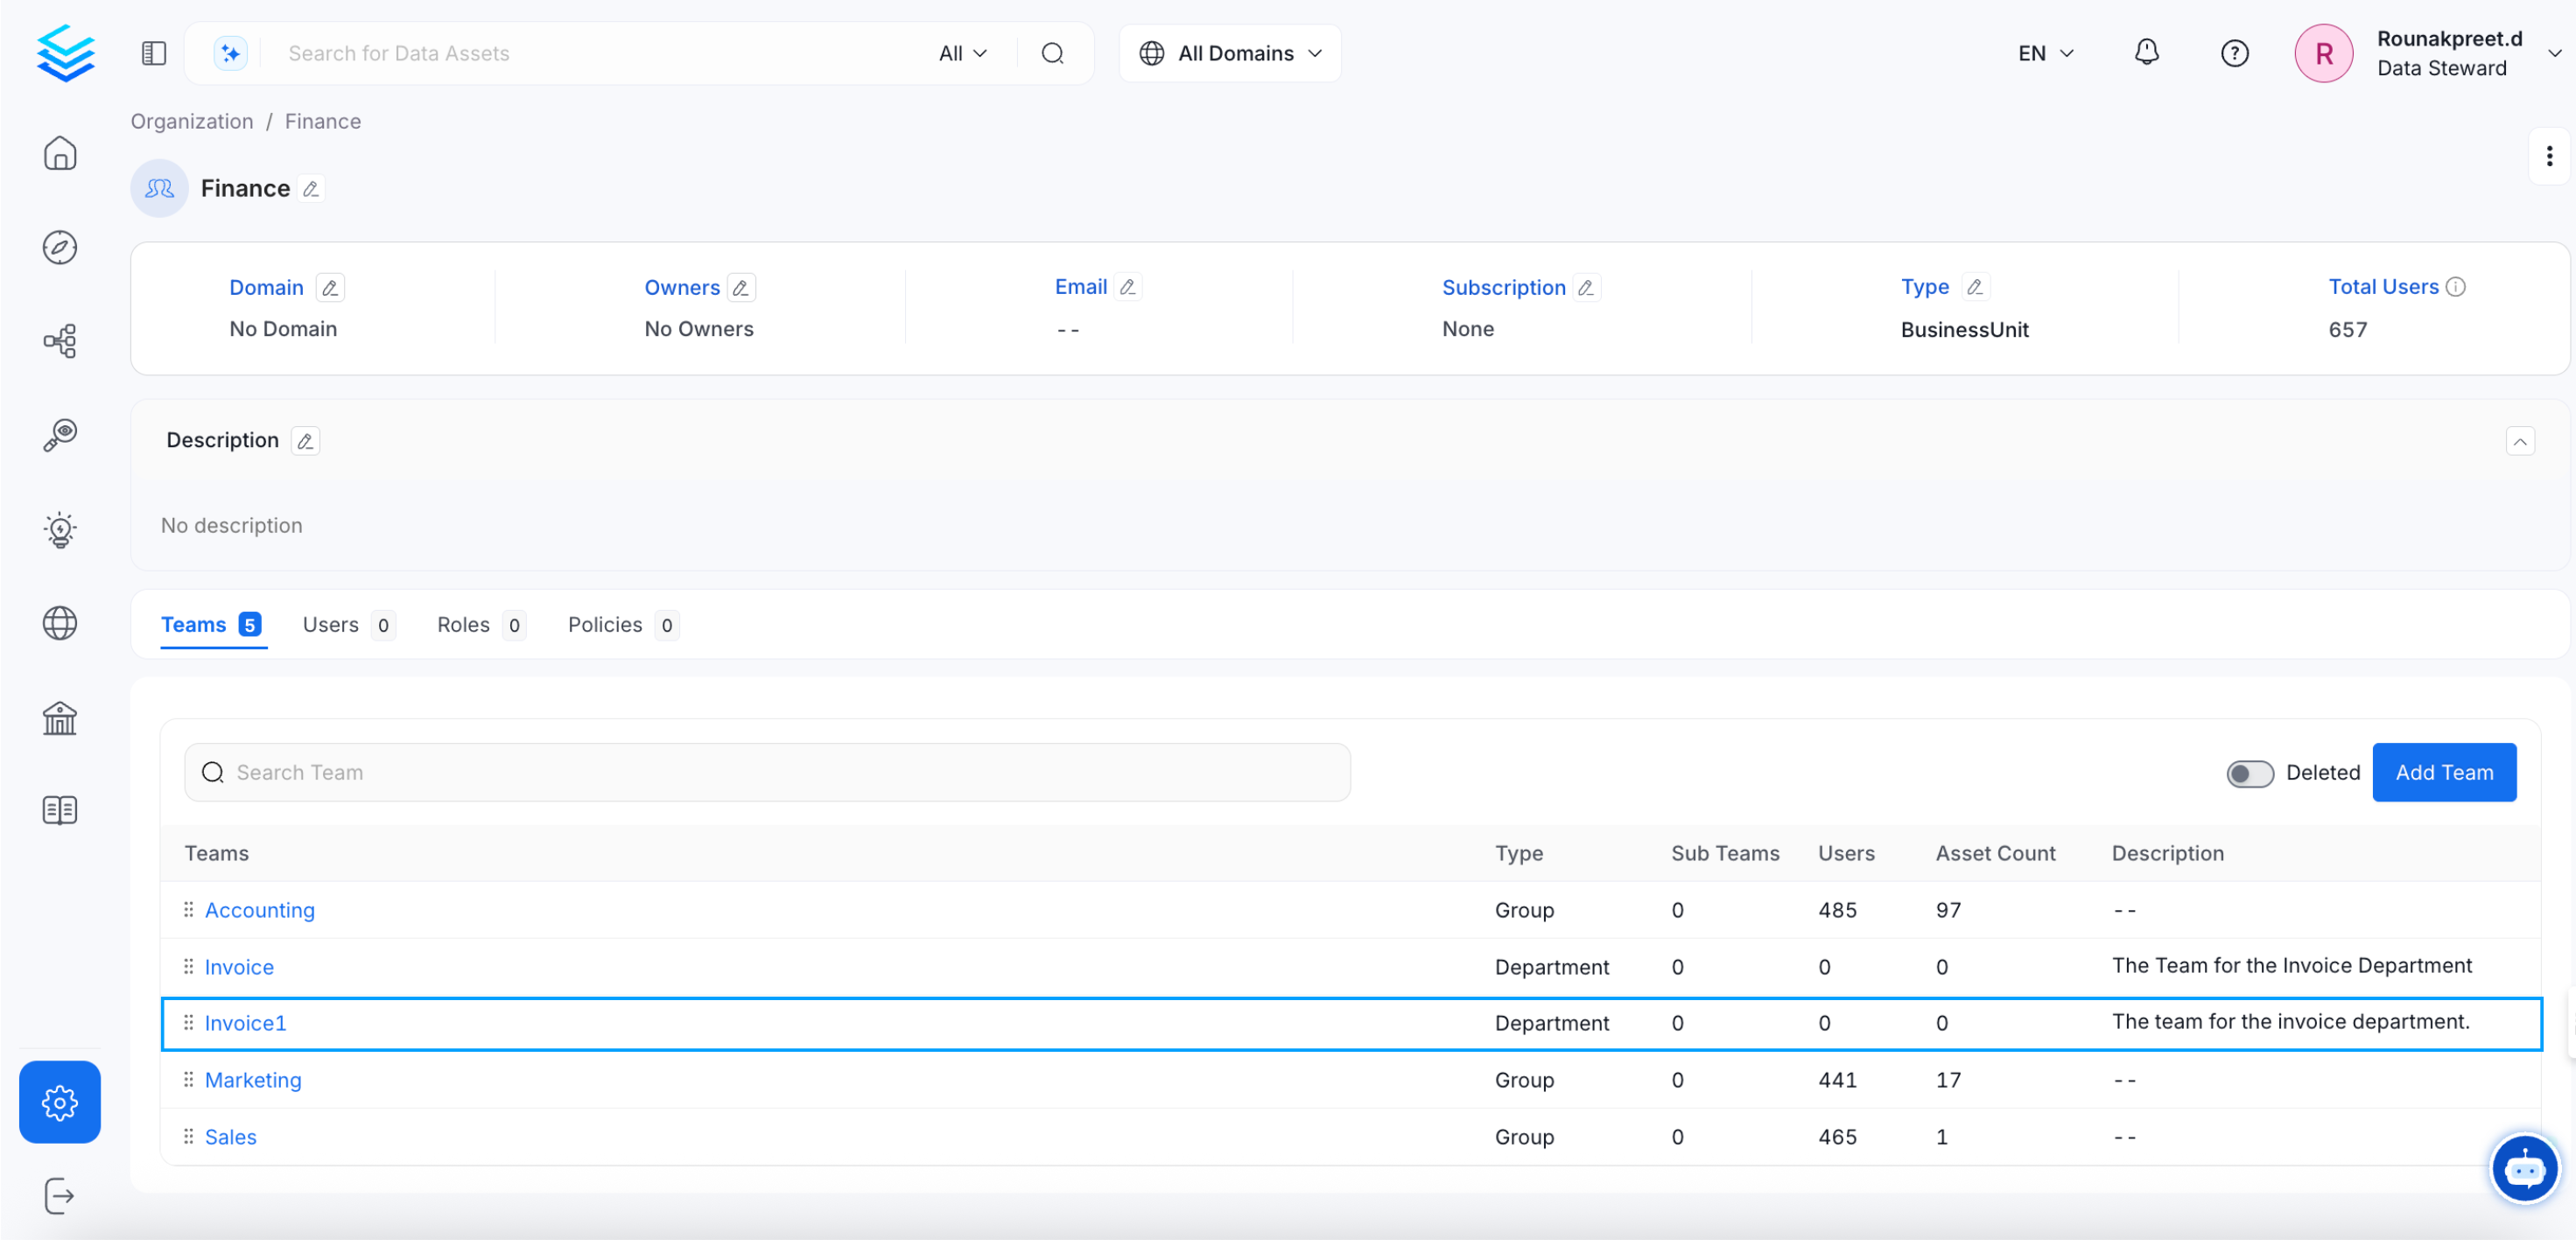 Search for Data Assets All All Domains EN R Rounakpreet.d
Data Steward
Organization / Finance
Finance
Domain Owners Email Subscription Type Total Users
No Domain No Owners -- None BusinessUnit 657
Description
No description
Teams 5 Users 0 Roles 0 Policies 0
Search Team Deleted Add Team
Teams Type Sub Teams Users Asset Count Description
Accounting Group 0 485 97 --
Invoice Department 0 0 0 The Team for the Invoice Department
Invoice1 Department 0 0 0 The team for the invoice department.
Marketing Group 0 441 17 --
Sales Group 0 465 1 --